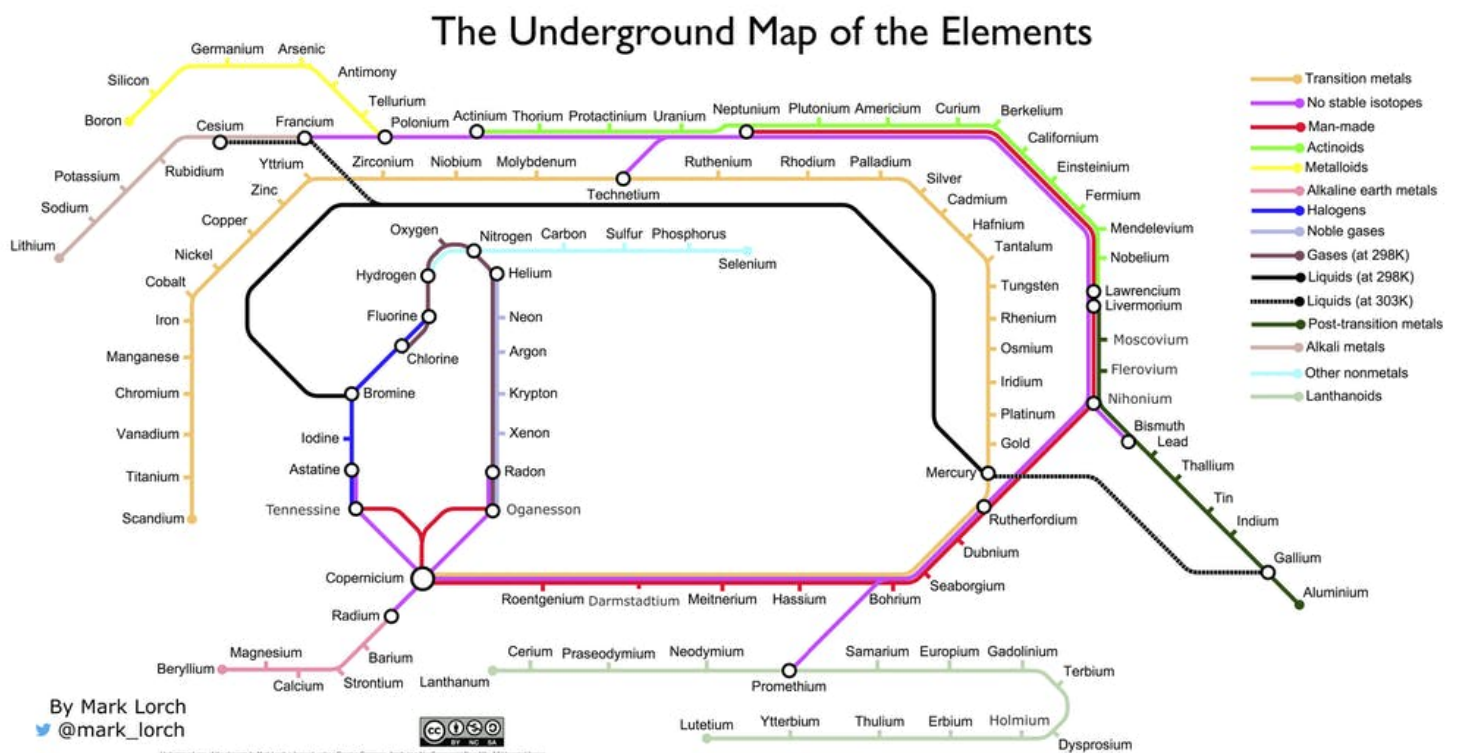 The Underground Map of the Elements
Germanium
Arsenic
Silicon
Antimony
Boron
Tellurium
Cesium
Francium
Polonium
Actinium
Thorium
Protactinium
Uranium
Neptunium
Plutonium
Americium
Curium
Berkelium
Californium
Einsteinium
Fermium
Mendelevium
Nobelium
Lawrencium
Livermorium
Moscovium
Flerovium
Nihonium
Bismuth
Lead
Thallium
Tin
Indium
Gallium
Aluminium
Rubidium
Potassium
Sodium
Lithium
Yttrium
Zirconium
Niobium
Molybdenum
Technetium
Ruthenium
Rhodium
Palladium
Silver
Cadmium
Hafnium
Tantalum
Tungsten
Rhenium
Osmium
Iridium
Platinum
Gold
Mercury
Rutherfordium
Dubnium
Seaborgium
Bohrium
Hassium
Meitnerium
Darmstadtium
Roentgenium
Copernicium
Zinc
Copper
Nickel
Cobalt
Iron
Manganese
Chromium
Vanadium
Titanium
Scandium
Oxygen
Nitrogen
Carbon
Sulfur
Phosphorus
Selenium
Hydrogen
Helium
Fluorine
Neon
Chlorine
Argon
Bromine
Krypton
Iodine
Xenon
Astatine
Radon
Tennessine
Oganesson
Radium
Barium
Strontium
Calcium
Magnesium
Beryllium
Lanthanum
Cerium
Praseodymium
Neodymium
Promethium
Samarium
Europium
Gadolinium
Terbium
Dysprosium
Holmium
Erbium
Thulium
Ytterbium
Lutetium
Transition metals
No stable isotopes
Man-made
Actinoids
Metalloids
Alkaline earth metals
Halogens
Noble gases
Gases (at 298K)
Liquids (at 298K)
Liquids (at 303K)
Post-transition metals
Alkali metals
Other nonmetals
Lanthanoids
By Mark Lorch
@mark_lorch
cc
BY NC SA